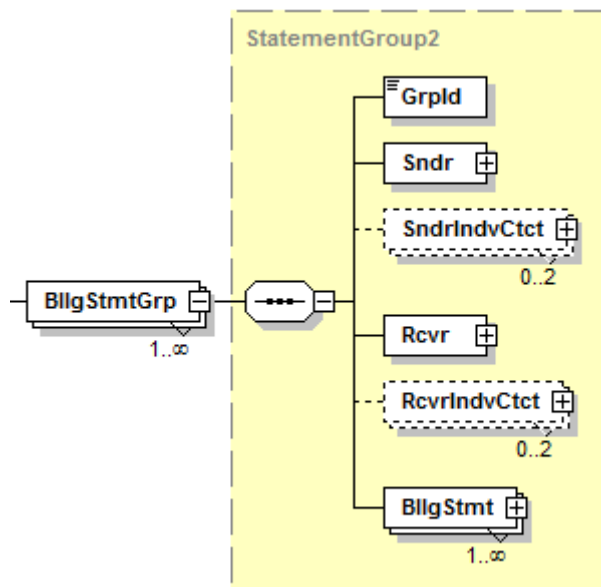 StatementGroup2
GrpId
Sndr
SndrIndvCtct
0..2
BllgStmtGrp
1..∞
Rcvr
RcvrIndvCtct
0..2
BllgStmt
1..∞